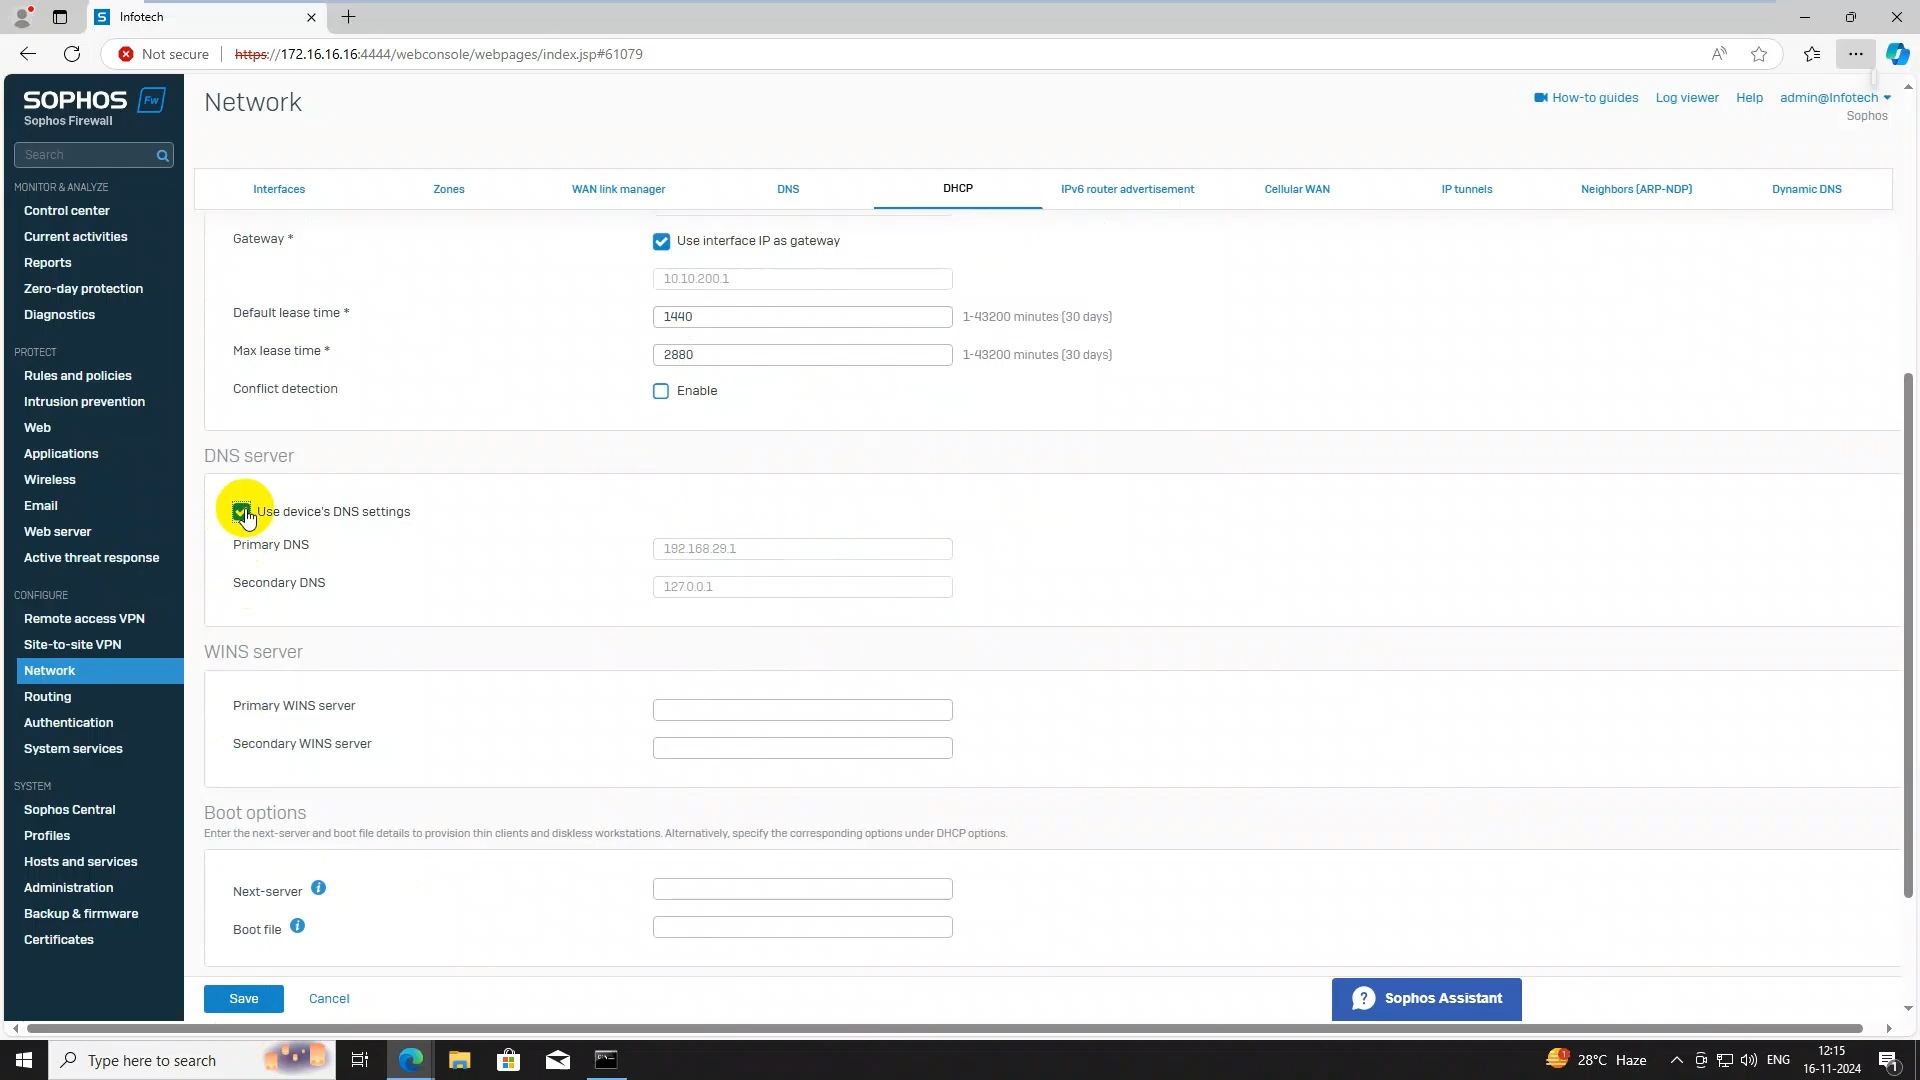 Infotech
Not secure
https://172.16.16.16:4444/webconsole/webpages/index.jsp#61079
SOPHOS Fw
Sophos Firewall
Search
MONITOR & ANALYZE
Control center
Current activities
Reports
Zero-day protection
Diagnostics
PROTECT
Rules and policies
Intrusion prevention
Web
Applications
Wireless
Email
Web server
Active threat response
CONFIGURE
Remote access VPN
Site-to-site VPN
Network
Routing
Authentication
System services
SYSTEM
Sophos Central
Profiles
Hosts and services
Administration
Backup & firmware
Certificates
Network
How-to guides Log viewer Help admin@Infotech
Sophos
Interfaces Zones WAN link manager DNS DHCP IPv6 router advertisement Cellular WAN IP tunnels Neighbors (ARP-NDP) Dynamic DNS
Gateway * Use interface IP as gateway
10.10.200.1
Default lease time * 1440 1-43200 minutes (30 days)
Max lease time * 2880 1-43200 minutes (30 days)
Conflict detection Enable
DNS server
Use device's DNS settings
Primary DNS 192.168.29.1
Secondary DNS 127.0.0.1
WINS server
Primary WINS server
Secondary WINS server
Boot options
Enter the next-server and boot file details to provision thin clients and diskless workstations. Alternatively, specify the corresponding options under DHCP options.
Next-server
Boot file
Save Cancel
? Sophos Assistant
Type here to search
1 28°C Haze ENG 12:15
16-11-2024 1